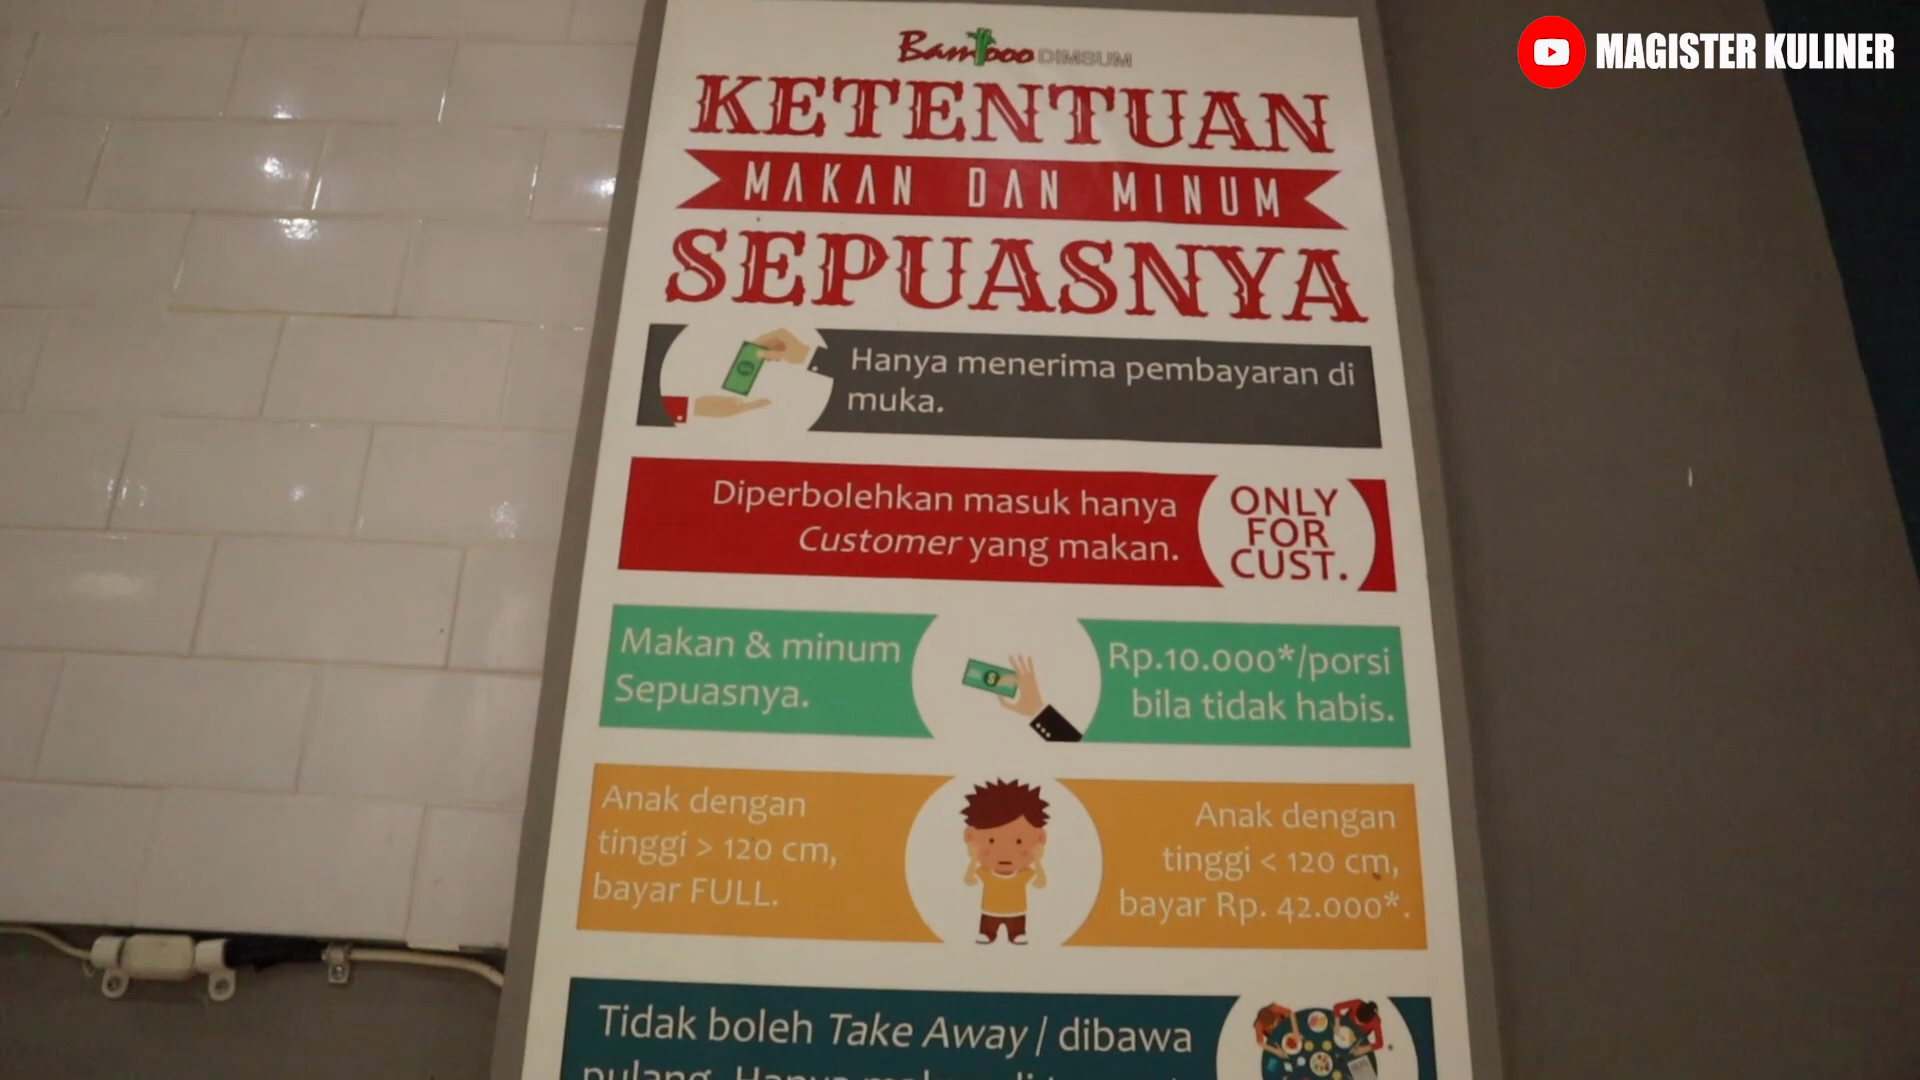 MAGISTER KULINER
Bamboo DIMSUM
KETENTUAN
MAKAN DAN MINUM
SEPUASNYA
Hanya menerima pembayaran di
muka.
Diperbolehkan masuk hanya
Customer yang makan.
ONLY
FOR
CUST.
Makan & minum
Sepuasnya.
Rp.10.000*/porsi
bila tidak habis.
Anak dengan
tinggi > 120 cm,
bayar FULL.
Anak dengan
tinggi < 120 cm,
bayar Rp. 42.000*.
Tidak boleh Take Away / dibawa
pulang. Hanya